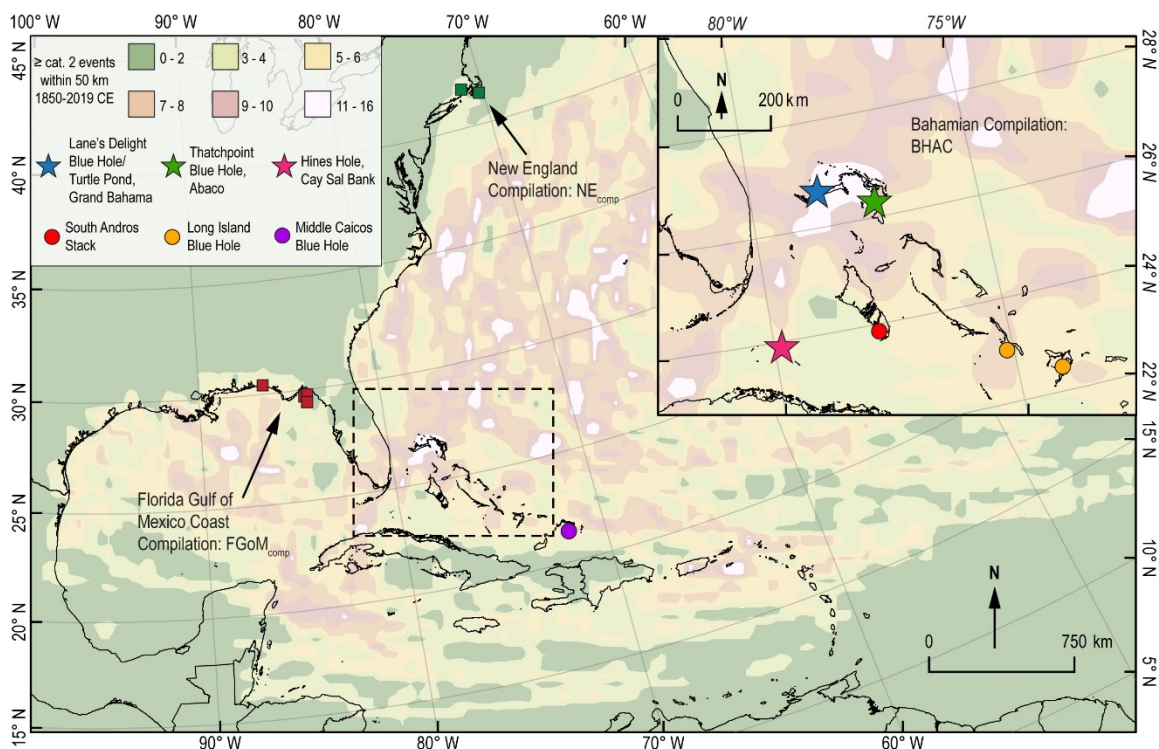 100° W
90° W
80° W
70° W
60° W
80° W
75° W
≥ cat. 2 events
within 50 km
1850-2019 CE
0 - 2
3 - 4
5 - 6
7 - 8
9 - 10
11 - 16
Lane's Delight
Blue Hole/
Turtle Pond,
Grand Bahama
Thatchpoint
Blue Hole,
Abaco
Hines Hole,
Cay Sal Bank
South Andros
Stack
Long Island
Blue Hole
Middle Caicos
Blue Hole
New England
Compilation: NEcomp
Florida Gulf of
Mexico Coast
Compilation: FGoMcomp
N
0
200 km
Bahamian Compilation:
BHAC
28° N
26° N
24° N
22° N
45° N
40° N
35° N
30° N
25° N
20° N
15° N
15° N
10° N
5° N
N
0
750 km
90° W
80° W
70° W
60° W